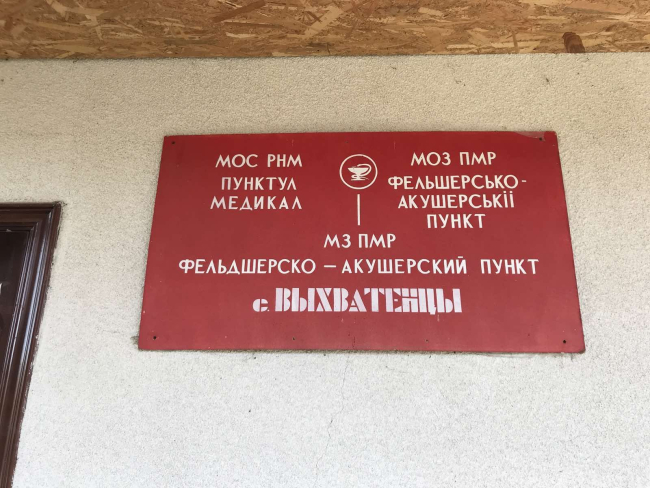 МОС РНМ
ПУНКТУЛ
МЕДИКАЛ
МОЗ ПМР
ФЕЛЬШЕРСЬКО-
АКУШЕРСЬКІЇ
ПУНКТ
МЗ ПМР
ФЕЛЬДШЕРСКО – АКУШЕРСКИЙ ПУНКТ
с. ВЫХВАТЕНЦЫ